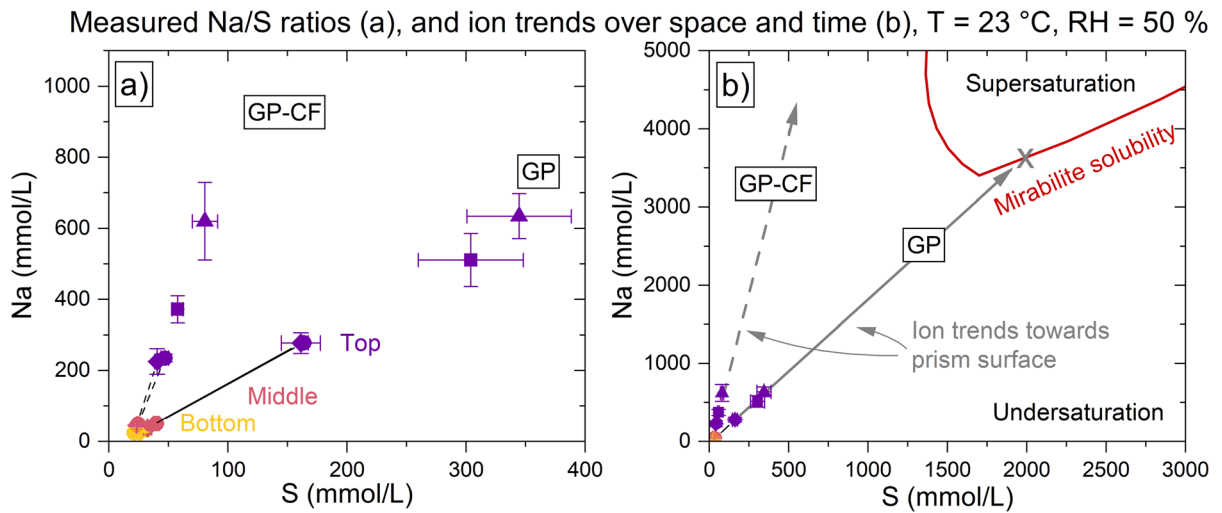 Measured Na/S ratios (a), and ion trends over space and time (b), T = 23 °C, RH = 50 %
a)
GP-CF
GP
Top
Middle
Bottom
Na (mmol/L)
1000
800
600
400
200
0
0 100 200 300 400
S (mmol/L)
b)
Supersaturation
Mirabilite solubility
GP-CF
GP
X
Ion trends towards
prism surface
Undersaturation
Na (mmol/L)
5000
4000
3000
2000
1000
0
0 500 1000 1500 2000 2500 3000
S (mmol/L)